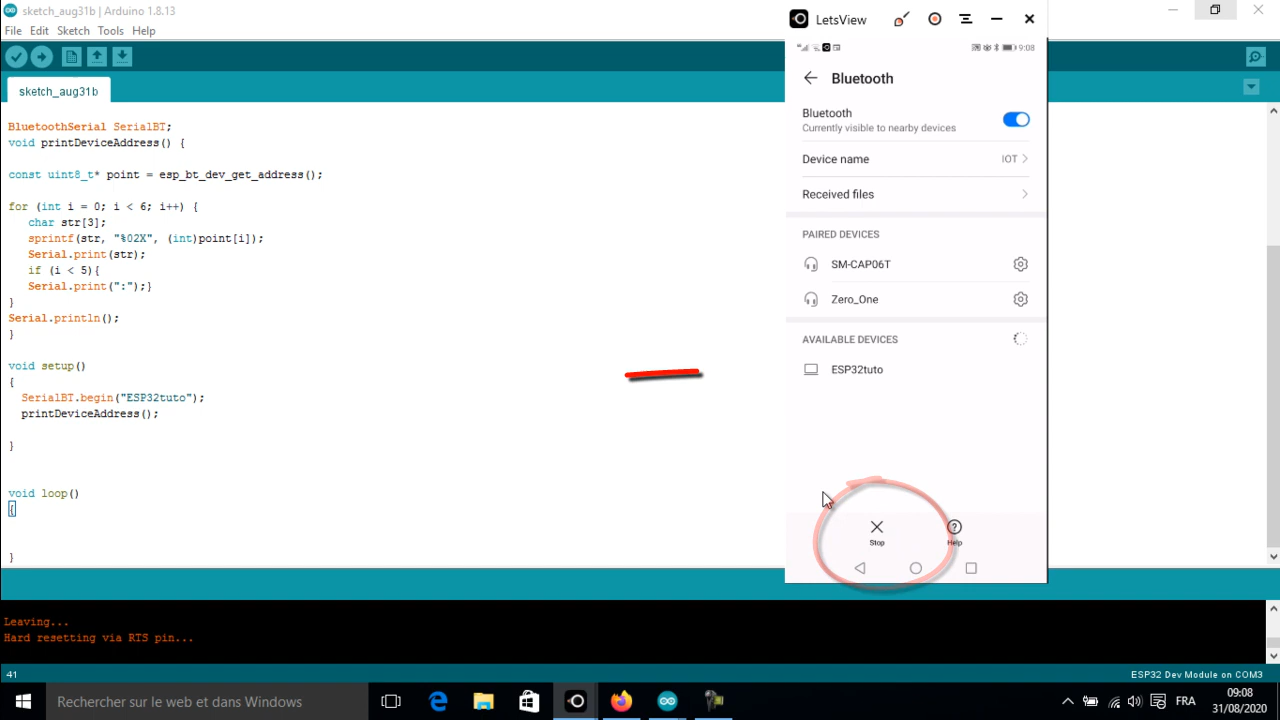 sketch_aug31b | Arduino 1.8.13
File Edit Sketch Tools Help
sketch_aug31b
BluetoothSerial SerialBT;
void printDeviceAddress() {
const uint8_t* point = esp_bt_dev_get_address();
for (int i = 0; i < 6; i++) {
char str[3];
sprintf(str, "%02X", (int)point[i]);
Serial.print(str);
if (i < 5){
Serial.print(":");}
}
Serial.println();
}
void setup()
{
SerialBT.begin("ESP32tuto");
printDeviceAddress();
}
void loop()
{
}
LetsView
9:08
Bluetooth
Bluetooth
Currently visible to nearby devices
Device name IOT
Received files
PAIRED DEVICES
SM-CAP06T
Zero_One
AVAILABLE DEVICES
ESP32tuto
Stop Help
Leaving...
Hard resetting via RTS pin...
41 ESP32 Dev Module on COM3
Rechercher sur le web et dans Windows
FRA
09:08
31/08/2020